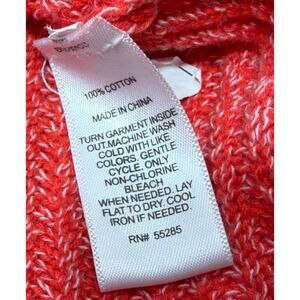 100% COTTON
MADE IN CHINA
TURN GARMENT INSIDE
OUT.MACHINE WASH
COLD WITH LIKE
COLORS. GENTLE
CYCLE. ONLY
NON-CHLORINE
BLEACH
WHEN NEEDED. LAY
FLAT TO DRY. COOL
IRON IF NEEDED.
RN# 55285